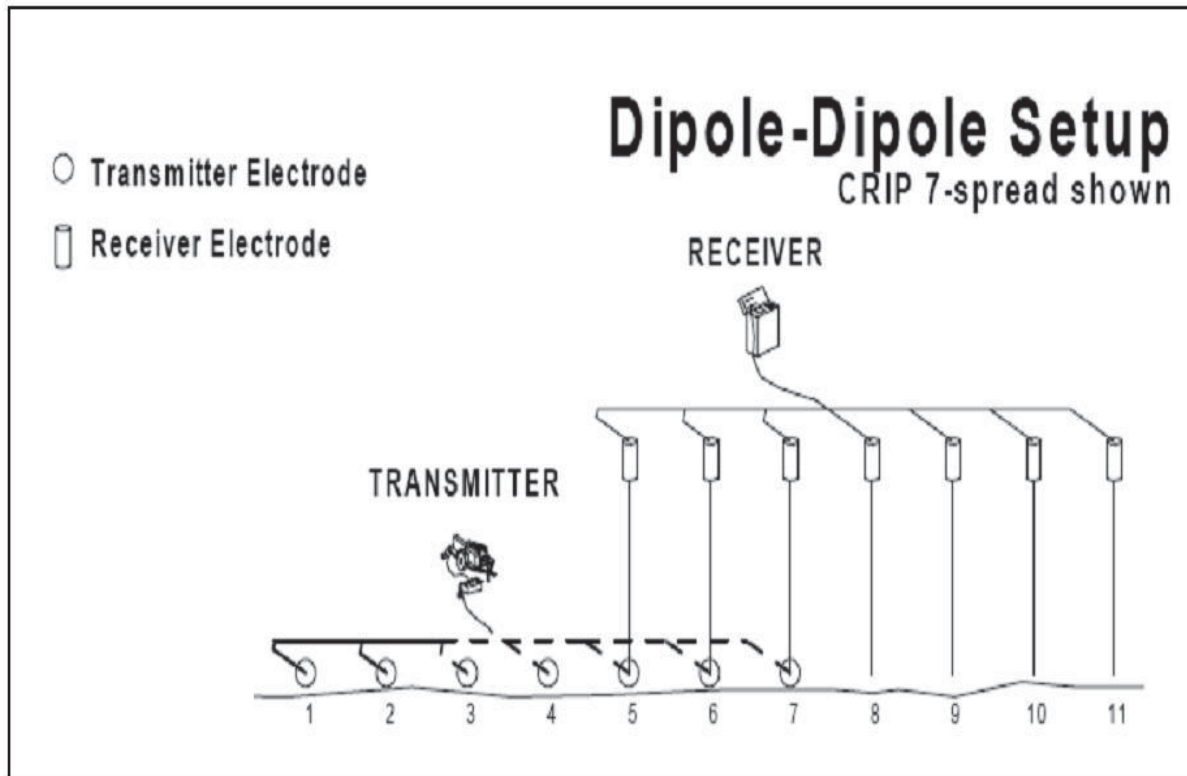 Dipole-Dipole Setup
CRIP 7-spread shown
Transmitter Electrode
Receiver Electrode
RECEIVER
TRANSMITTER
1 2 3 4 5 6 7 8 9 10 11